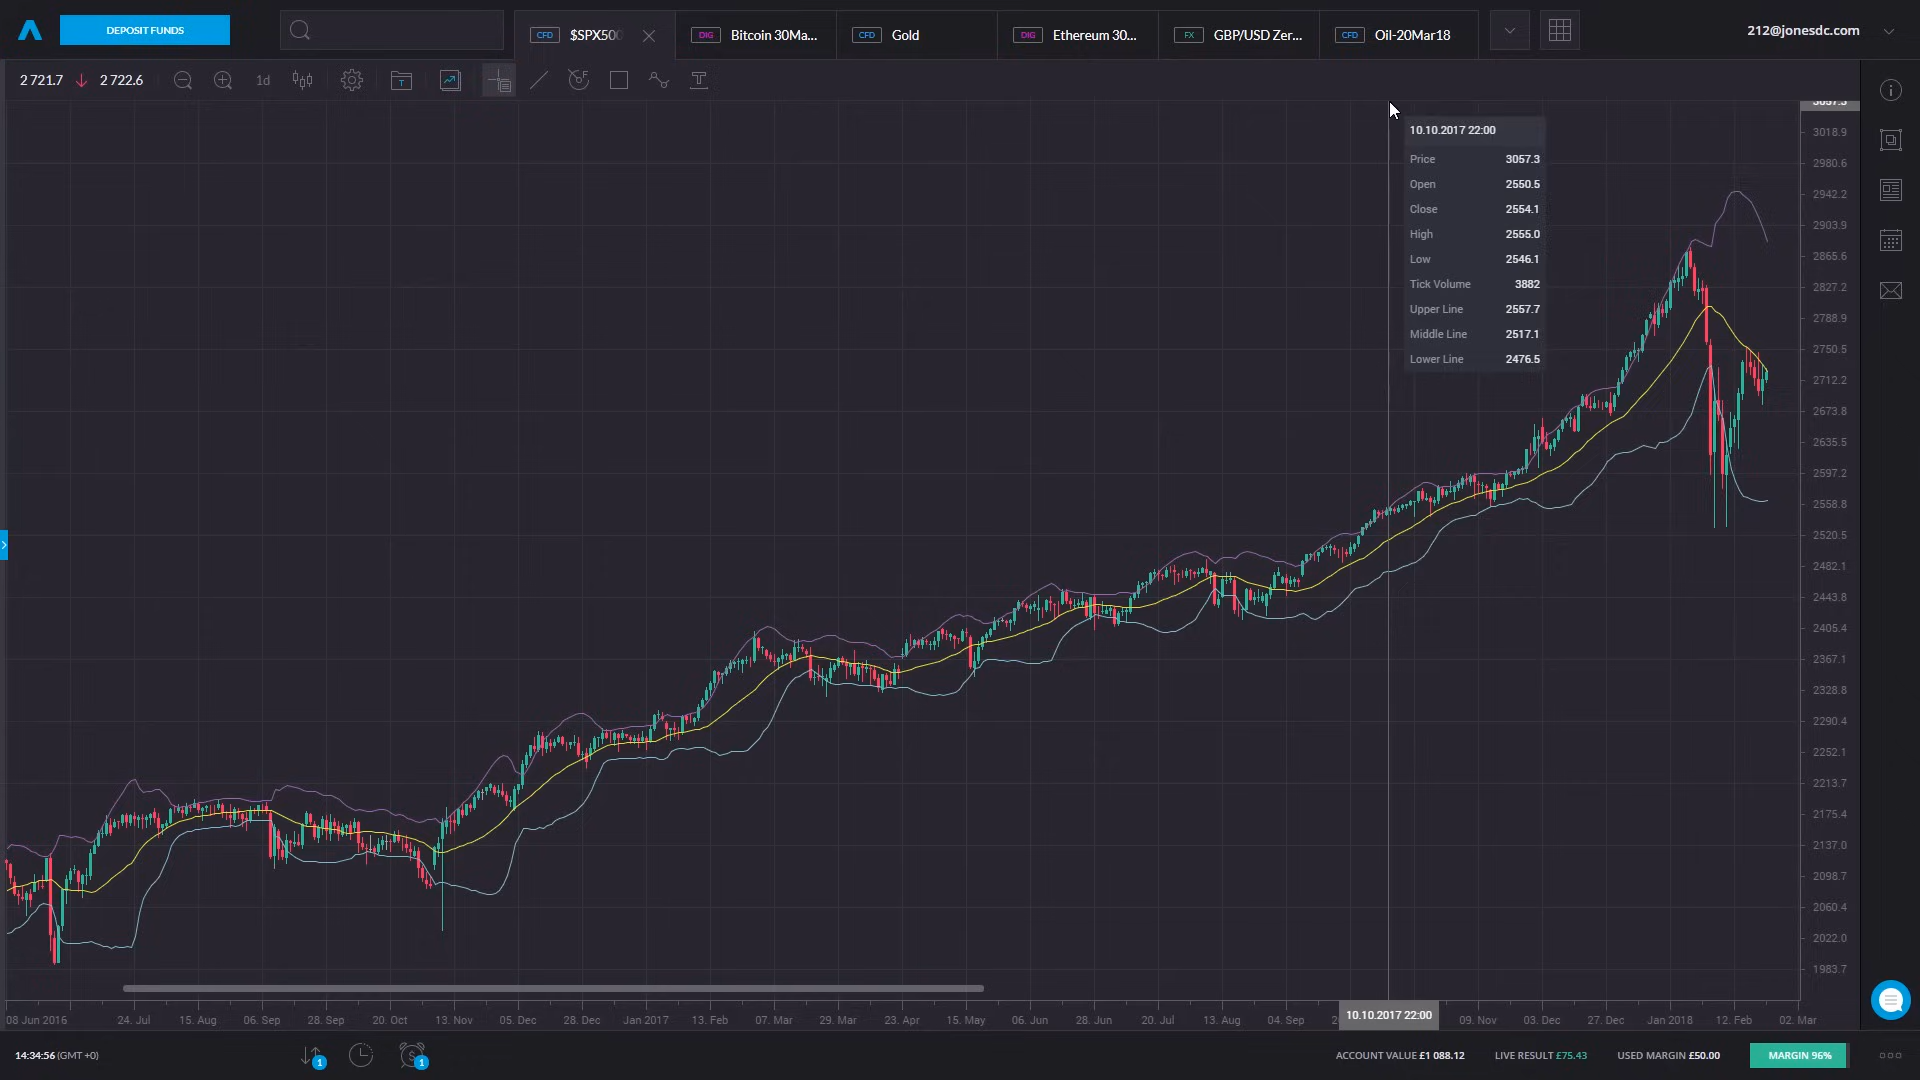 DEPOSIT FUNDS
CFD $SPX500
DIG Bitcoin 30Ma...
CFD Gold
DIG Ethereum 30...
FX GBP/USD Zer...
CFD Oil-20Mar18
212@jonesdc.com
2 721.7 2 722.6 1d
10.10.2017 22:00
Price 3057.3
Open 2550.5
Close 2554.1
High 2555.0
Low 2546.1
Tick Volume 3882
Upper Line 2557.7
Middle Line 2517.1
Lower Line 2476.5
3057.3
3018.9
2980.6
2942.2
2903.9
2865.6
2827.2
2788.9
2750.5
2712.2
2673.8
2635.5
2597.2
2558.8
2520.5
2482.1
2443.8
2405.4
2367.1
2328.8
2290.4
2252.1
2213.7
2175.4
2137.0
2098.7
2060.4
2022.0
1983.7
08 Jun 2016 24. Jul 15. Aug 06. Sep 28. Sep 20. Oct 13. Nov 05. Dec 28. Dec Jan 2017 13. Feb 07. Mar 29. Mar 23. Apr 15. May 06. Jun 28. Jun 20. Jul 13. Aug 04. Sep 10.10.2017 22:00 09. Nov 03. Dec 27. Dec Jan 2018 12. Feb 02. Mar
14:34:56 (GMT +0) 1 1 ACCOUNT VALUE £1 088.12 LIVE RESULT £75.43 USED MARGIN £50.00 MARGIN 96%